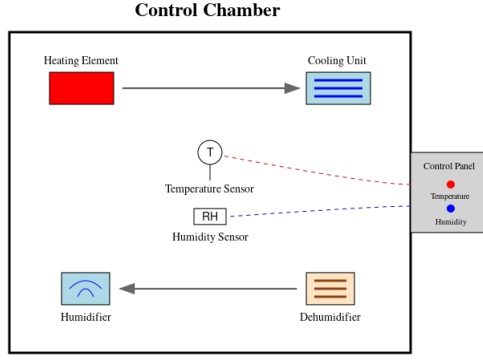 Control Chamber
Heating Element
Cooling Unit
T
Temperature Sensor
RH
Humidity Sensor
Control Panel
Temperature
Humidity
Humidifier
Dehumidifier